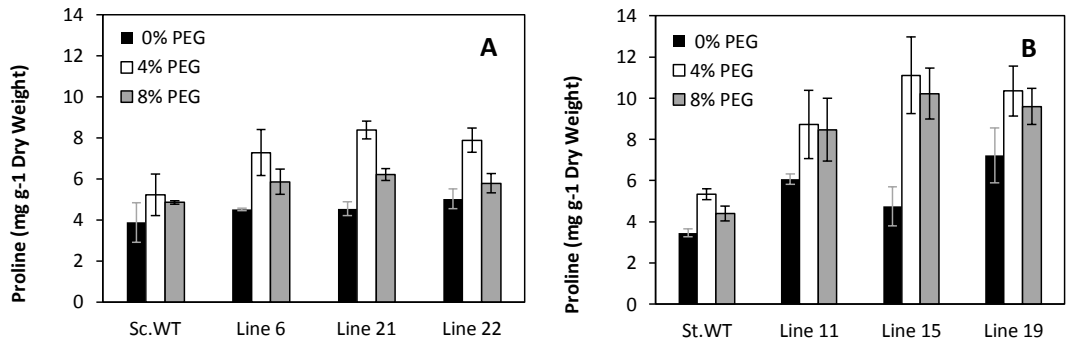 Proline (mg g-1 Dry Weight)
14
12
10
8
6
4
2
0
0% PEG
4% PEG
8% PEG
A
Sc.WT Line 6 Line 21 Line 22
Proline (mg g-1 Dry Weight)
14
12
10
8
6
4
2
0
0% PEG
4% PEG
8% PEG
B
St.WT Line 11 Line 15 Line 19